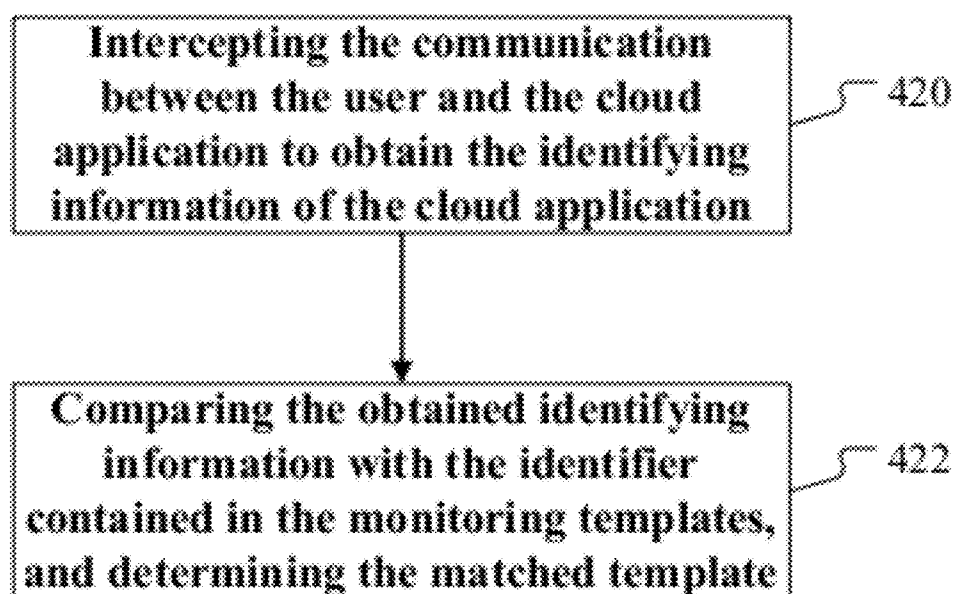 Intercepting the communication
between the user and the cloud
application to obtain the identifying
information of the cloud application
420
Comparing the obtained identifying
information with the identifier
contained in the monitoring templates,
and determining the matched template
422